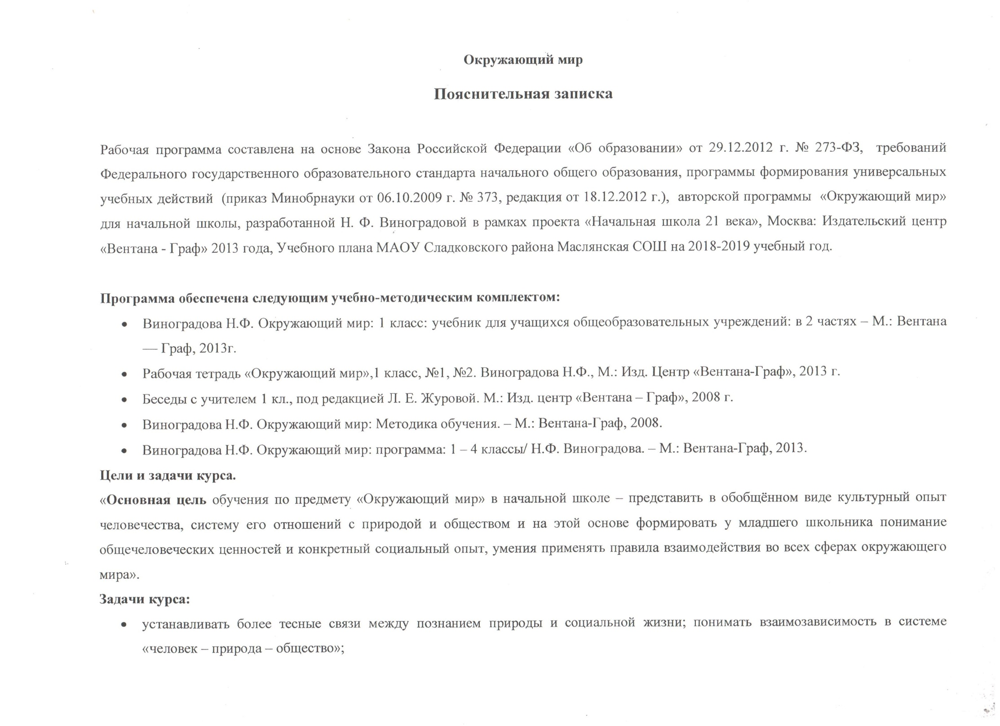 Окружающий мир
Пояснительная записка
Рабочая программа составлена на основе Закона Российской Федерации «Об образовании» от 29.12.2012 г. № 273-ФЗ, требований
Федерального государственного образовательного стандарта начального общего образования, программы формирования универсальных
учебных действий (приказ Минобрнауки от 06.10.2009 г. № 373, редакция от 18.12.2012 г.), авторской программы «Окружающий мир»
для начальной школы, разработанной Н. Ф. Виноградовой в рамках проекта «Начальная школа 21 века», Москва: Издательский центр
«Вентана - Граф» 2013 года, Учебного плана МАОУ Сладковского района Маслянская СОШ на 2018-2019 учебный год.
Программа обеспечена следующим учебно-методическим комплектом:
• Виноградова Н.Ф. Окружающий мир: 1 класс: учебник для учащихся общеобразовательных учреждений: в 2 частях – М.: Вентана
— Граф, 2013г.
• Рабочая тетрадь «Окружающий мир»,1 класс, №1, №2. Виноградова Н.Ф., М.: Изд. Центр «Вентана-Граф», 2013 г.
• Беседы с учителем 1 кл., под редакцией Л. Е. Журовой. М.: Изд. центр «Вентана – Граф», 2008 г.
• Виноградова Н.Ф. Окружающий мир: Методика обучения. – М.: Вентана-Граф, 2008.
• Виноградова Н.Ф. Окружающий мир: программа: 1 – 4 классы/ Н.Ф. Виноградова. – М.: Вентана-Граф, 2013.
Цели и задачи курса.
«Основная цель обучения по предмету «Окружающий мир» в начальной школе – представить в обобщённом виде культурный опыт
человечества, систему его отношений с природой и обществом и на этой основе формировать у младшего школьника понимание
общечеловеческих ценностей и конкретный социальный опыт, умения применять правила взаимодействия во всех сферах окружающего
мира».
Задачи курса:
• устанавливать более тесные связи между познанием природы и социальной жизни; понимать взаимозависимость в системе
«человек – природа – общество»;